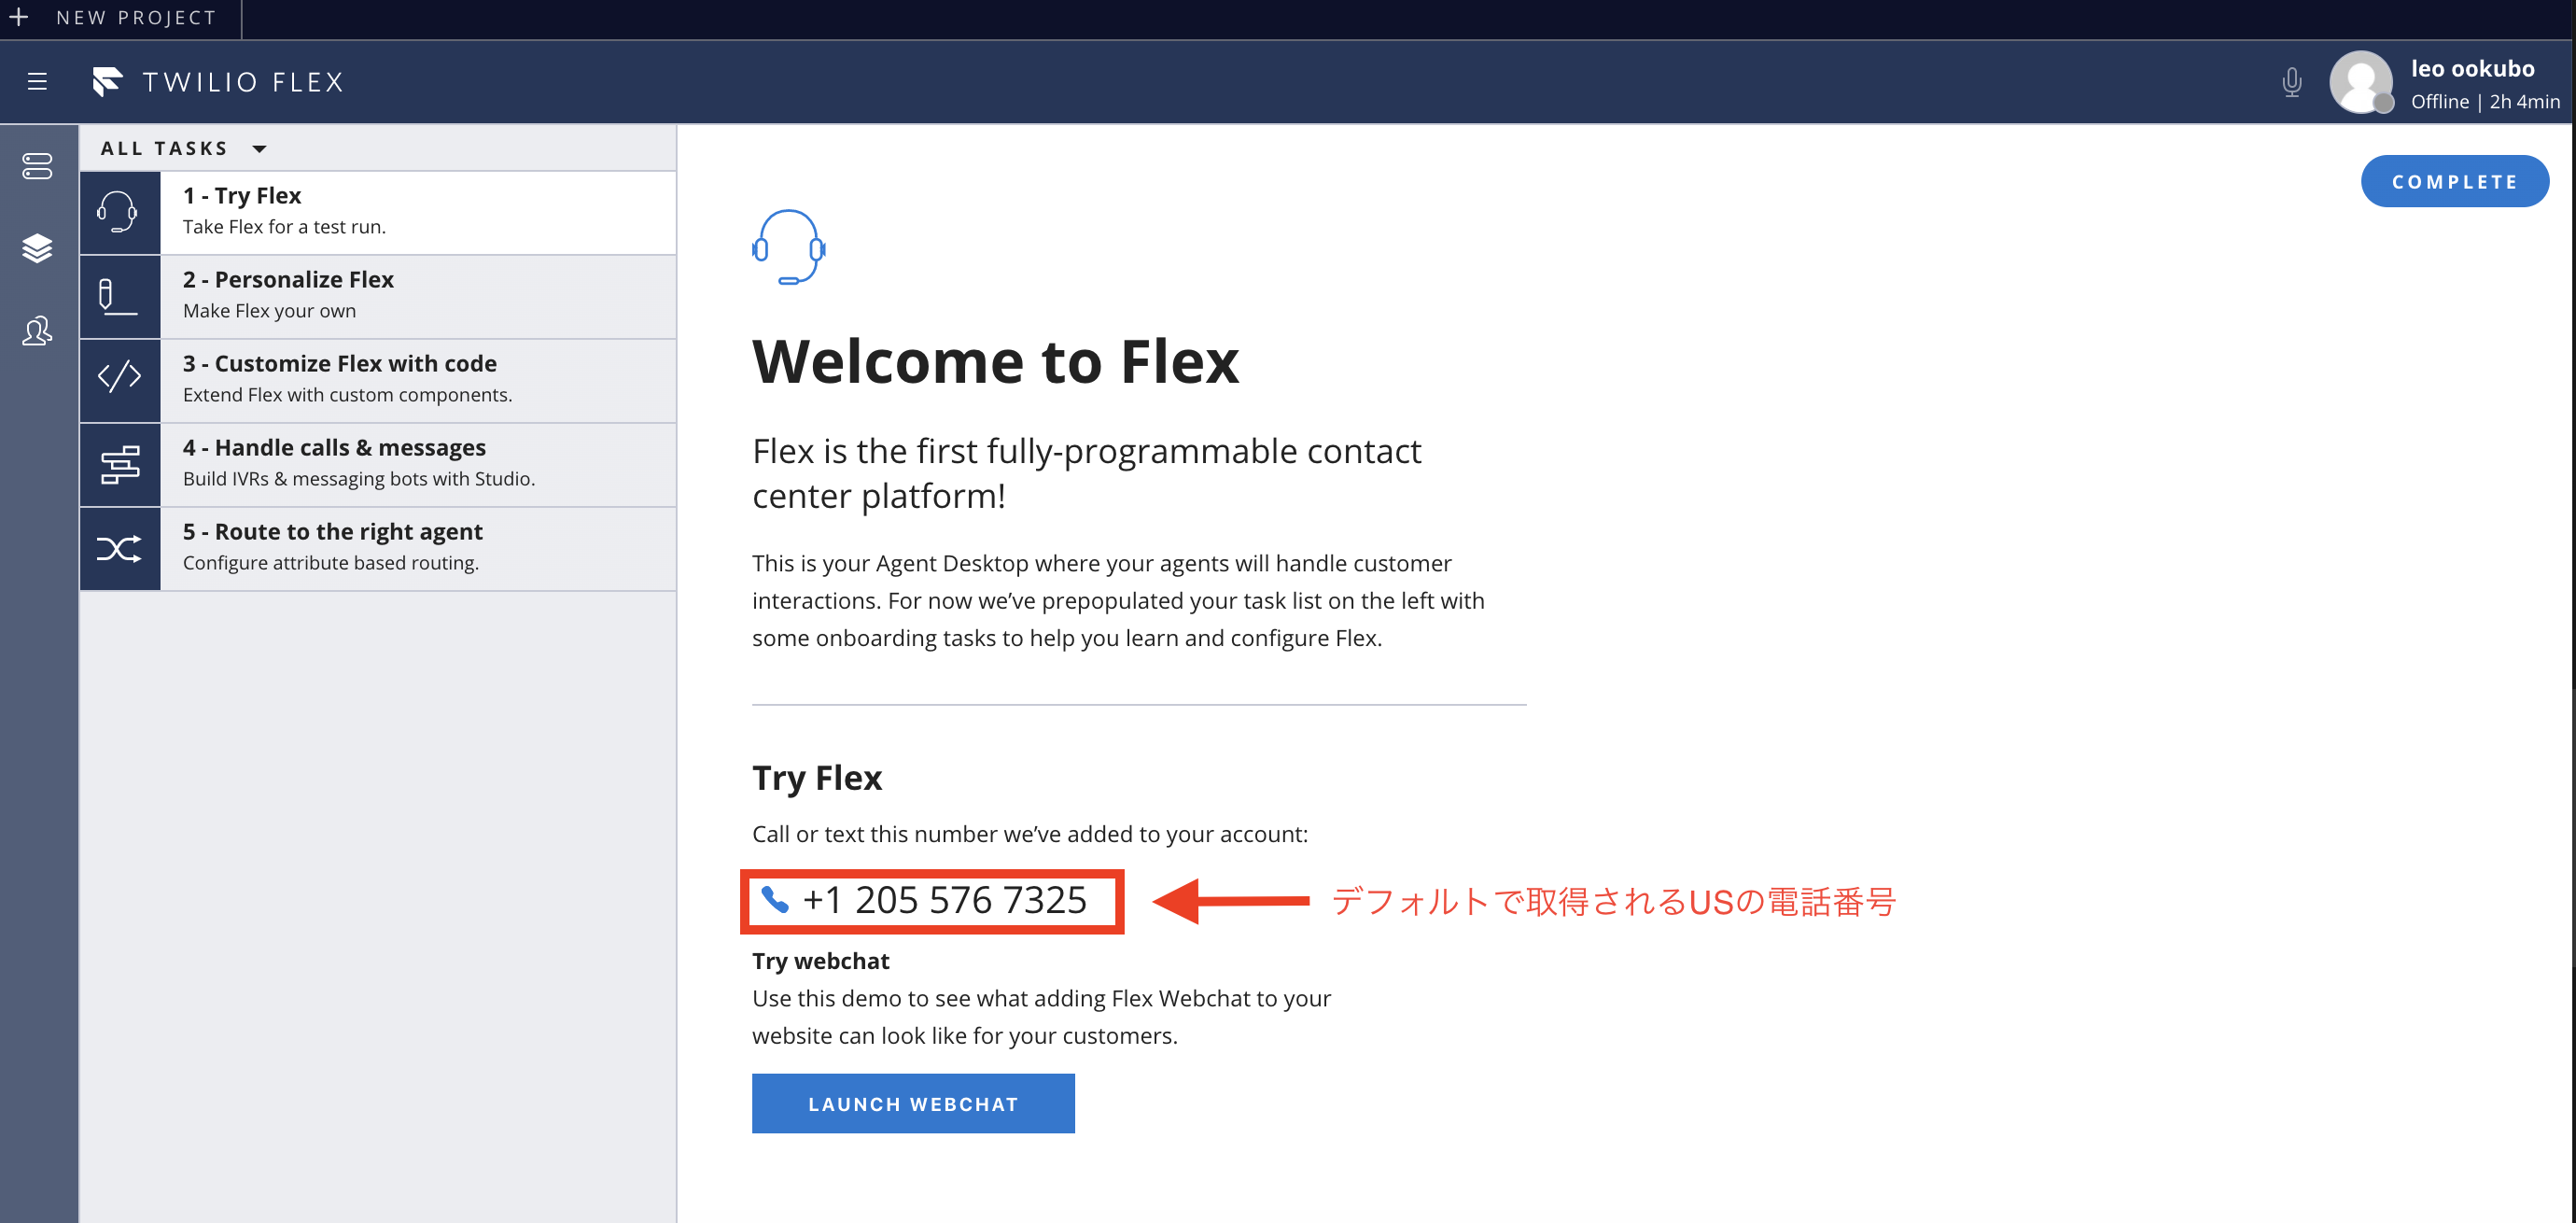 NEW PROJECT
TWILIO FLEX
leo ookubo
Offline | 2h 4min
ALL TASKS
1 - Try Flex
Take Flex for a test run.
2 - Personalize Flex
Make Flex your own
3 - Customize Flex with code
Extend Flex with custom components.
4 - Handle calls & messages
Build IVRs & messaging bots with Studio.
5 - Route to the right agent
Configure attribute based routing.
COMPLETE
Welcome to Flex
Flex is the first fully-programmable contact
center platform!
This is your Agent Desktop where your agents will handle customer
interactions. For now we’ve prepopulated your task list on the left with
some onboarding tasks to help you learn and configure Flex.
Try Flex
Call or text this number we’ve added to your account:
+1 205 576 7325
デフォルトで取得されるUSの電話番号
Try webchat
Use this demo to see what adding Flex Webchat to your
website can look like for your customers.
LAUNCH WEBCHAT